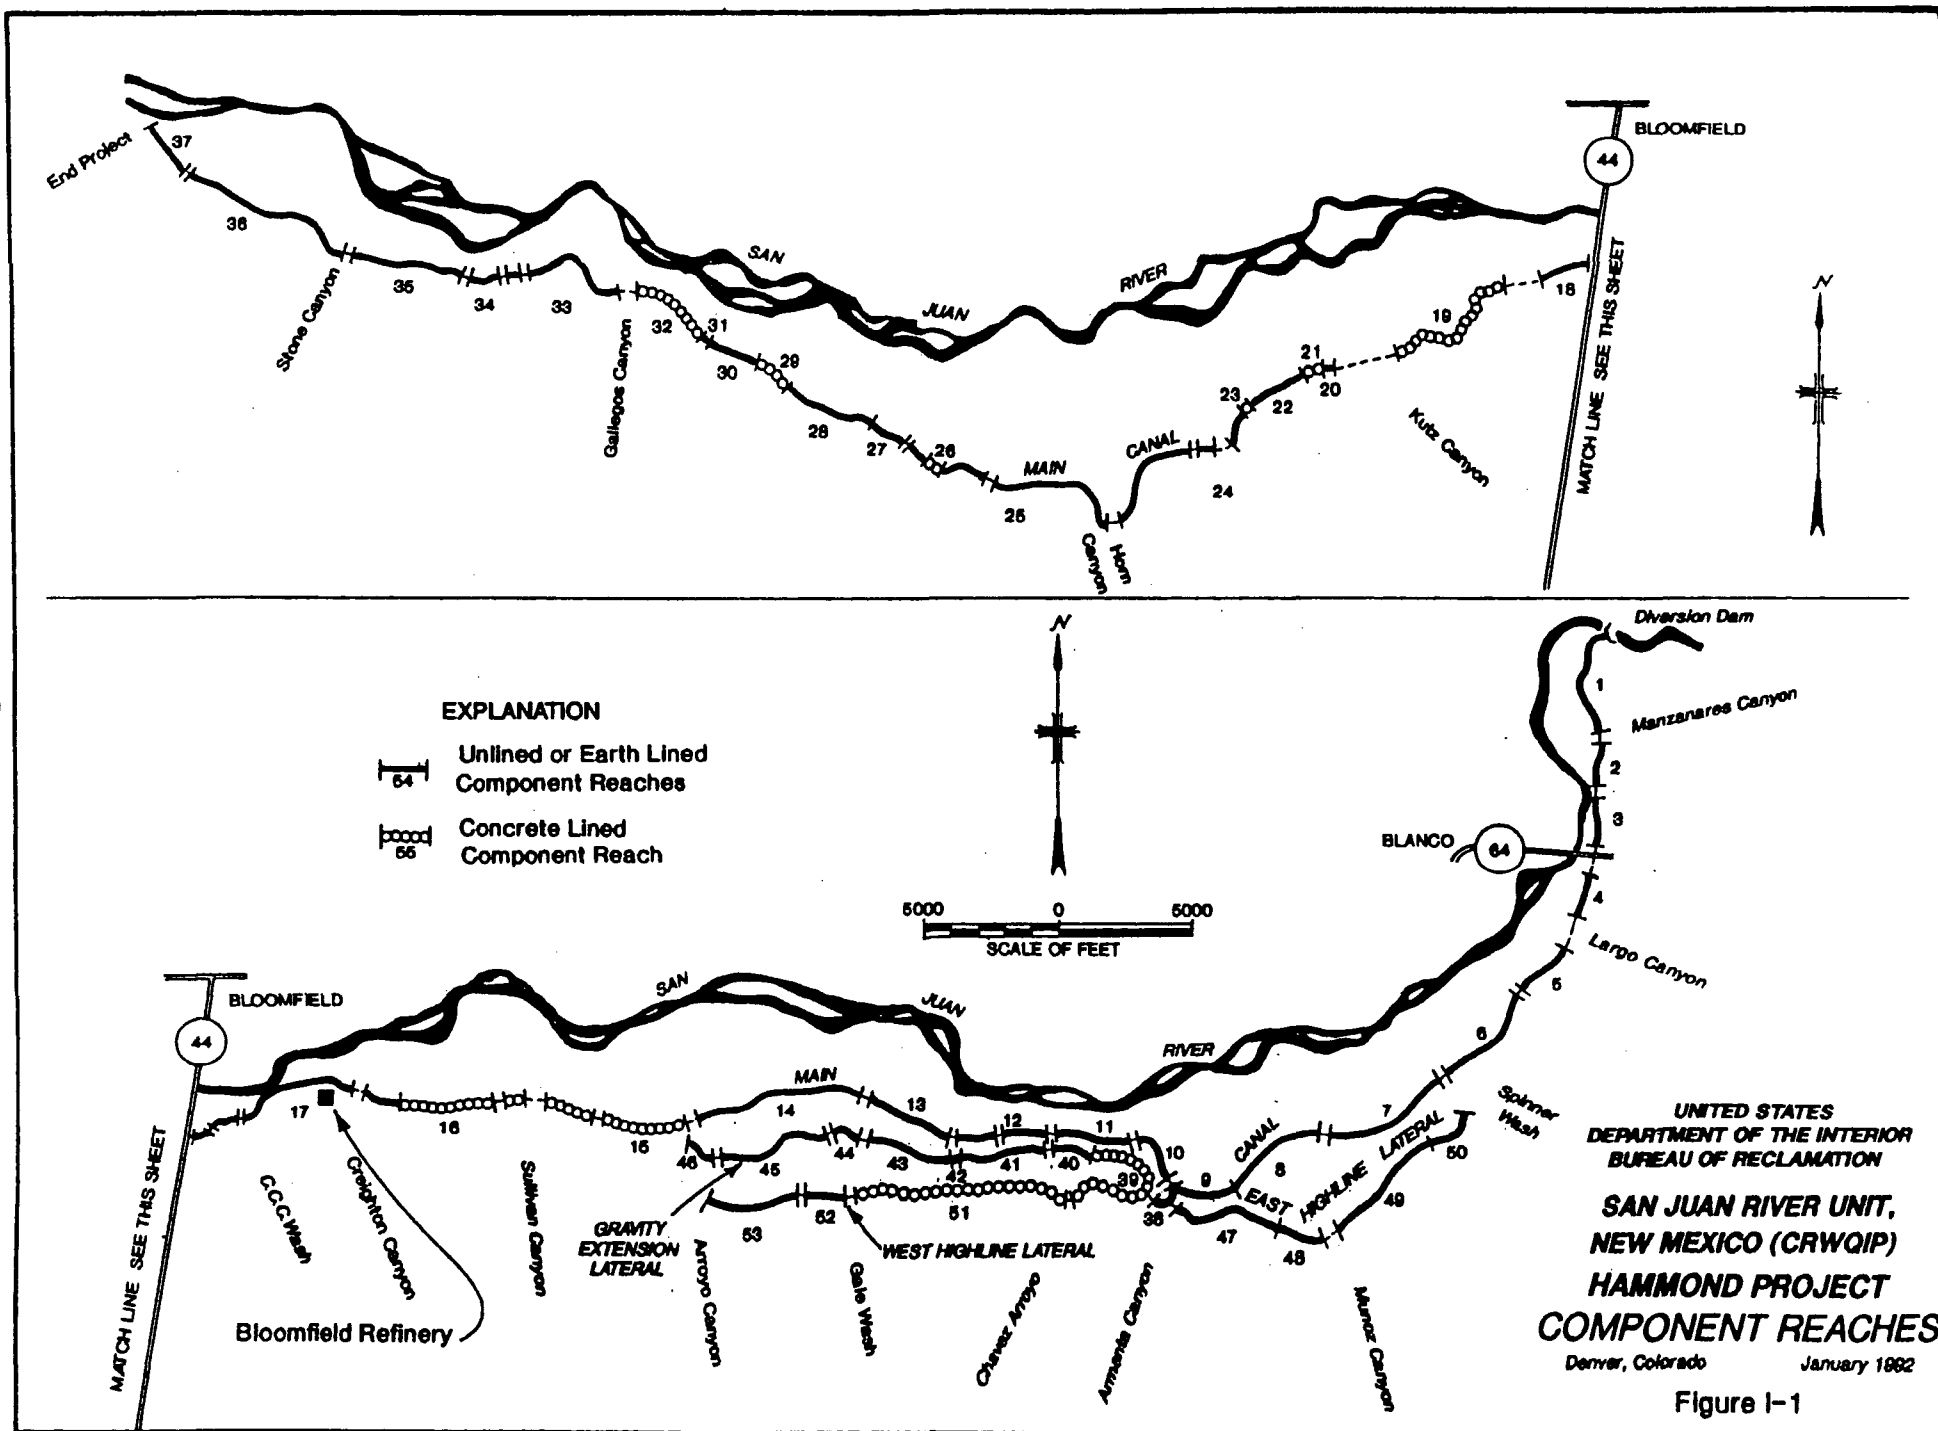 End Project
37
36
Stone Canyon
35
34
33
Gallegos Canyon
32
31
30
29
28
27
26
25
SAN
JUAN
RIVER
MAIN
CANAL
Horn
Canyon
24
23
22
21
20
19
18
Kutz Canyon
BLOOMFIELD
44
MATCH LINE SEE THIS SHEET
N
EXPLANATION
54
Unlined or Earth Lined
Component Reaches
55
Concrete Lined
Component Reach
N
5000 0 5000
SCALE OF FEET
Diversion Dam
1
Manzanares Canyon
2
3
BLANCO
64
4
Largo Canyon
5
6
Spinner
Wash
7
8
9
CANAL
EAST HIGHLINE LATERAL
50
49
48
47
Munoz Canyon
BLOOMFIELD
44
MATCH LINE SEE THIS SHEET
SAN
JUAN
RIVER
MAIN
17
16
15
14
13
12
11
10
46
45
44
43
42
41
40
39
38
53
52
51
C.C.C. Wash
Creighton Canyon
Sullivan Canyon
GRAVITY
EXTENSION
LATERAL
Arroyo Canyon
Gale Wash
WEST HIGHLINE LATERAL
Chavez Arroyo
Armenta Canyon
Bloomfield Refinery
UNITED STATES
DEPARTMENT OF THE INTERIOR
BUREAU OF RECLAMATION
SAN JUAN RIVER UNIT,
NEW MEXICO (CRWQIP)
HAMMOND PROJECT
COMPONENT REACHES
Denver, Colorado January 1992
Figure I-1